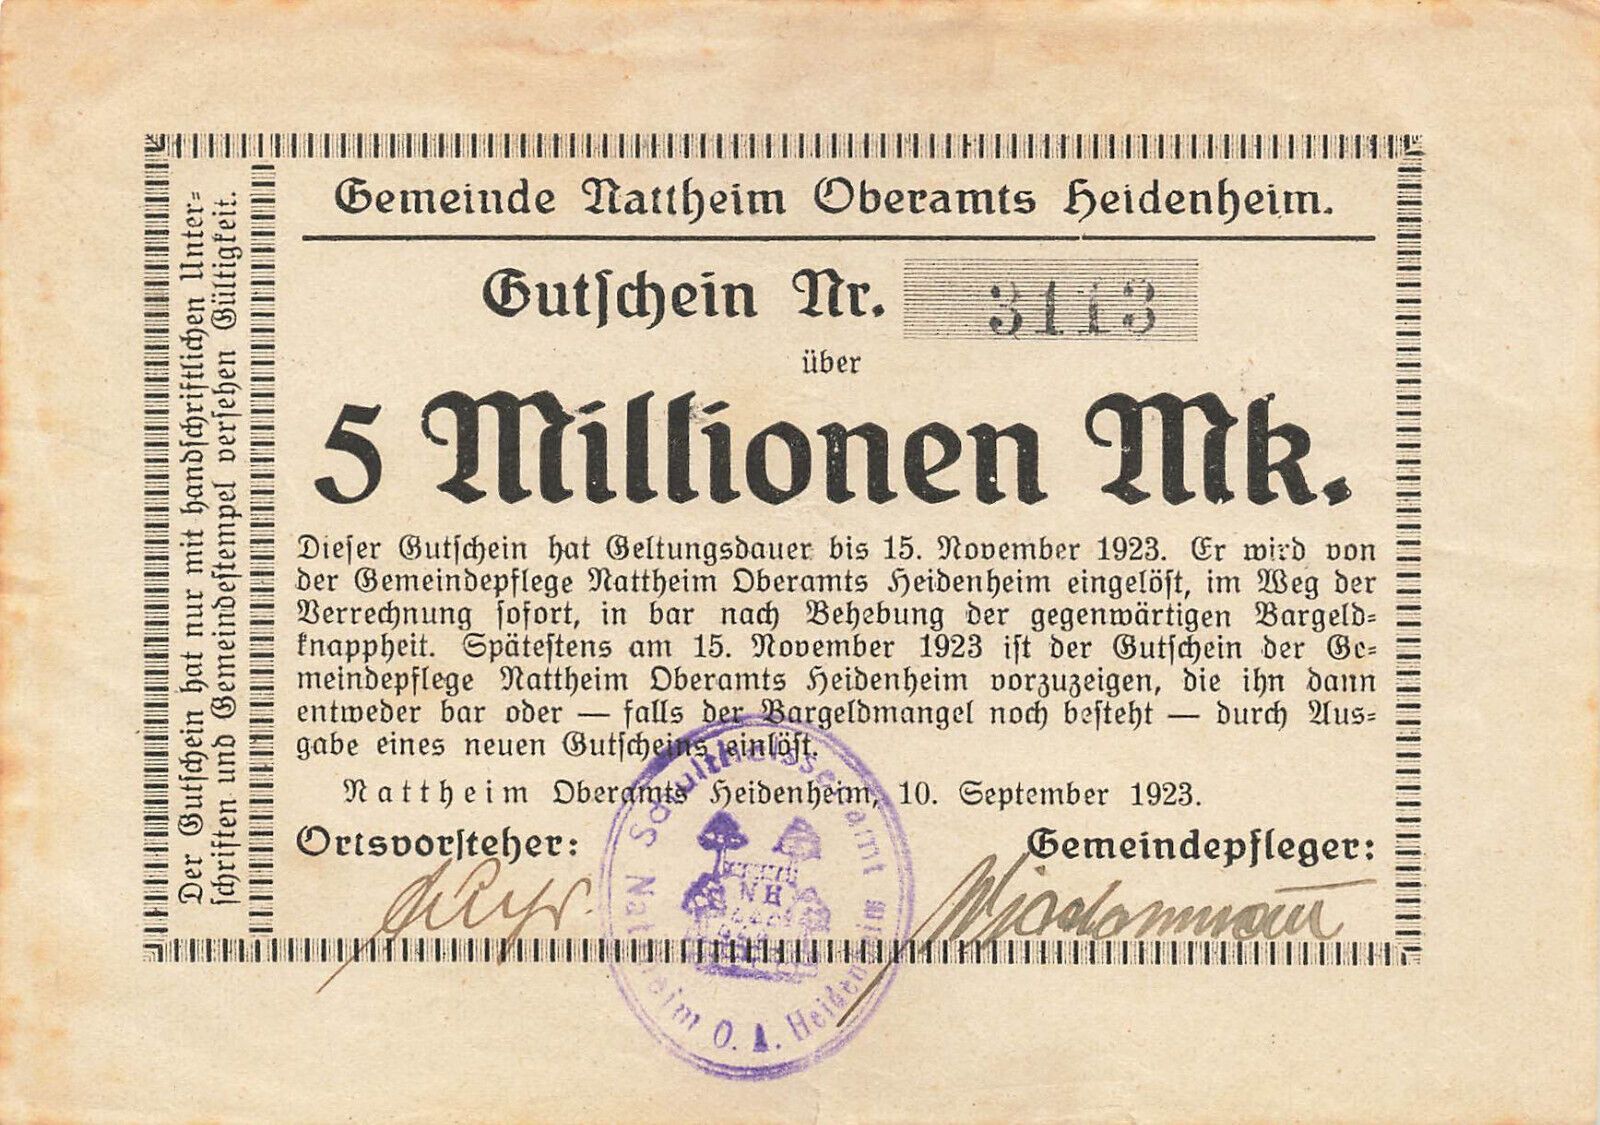 Gemeinde Nattheim Oberamts Heidenheim.
Gutschein Nr. 3113
über
5 Millionen Mk.
Dieser Gutschein hat Geltungsdauer bis 15. November 1923. Er wird von
der Gemeindepflege Nattheim Oberamts Heidenheim eingelöst, im Weg der
Verrechnung sofort, in bar nach Behebung der gegenwärtigen Bargeld-
knappheit. Spätestens am 15. November 1923 ist der Gutschein der Ge-
meindepflege Nattheim Oberamts Heidenheim vorzuzeigen, die ihn dann
entweder bar oder — falls der Bargeldmangel noch besteht — durch Aus-
gabe eines neuen Gutscheins einlöst.
Nattheim Oberamts Heidenheim, 10. September 1923.
Ortsvorsteher:
Gemeindepfleger:
Der Gutschein hat nur mit handschriftlichen Unter-
schriften und Gemeindestempel versehen Gültigkeit.
Schultheissenamt
Nattheim O. A. Heidenheim
NH